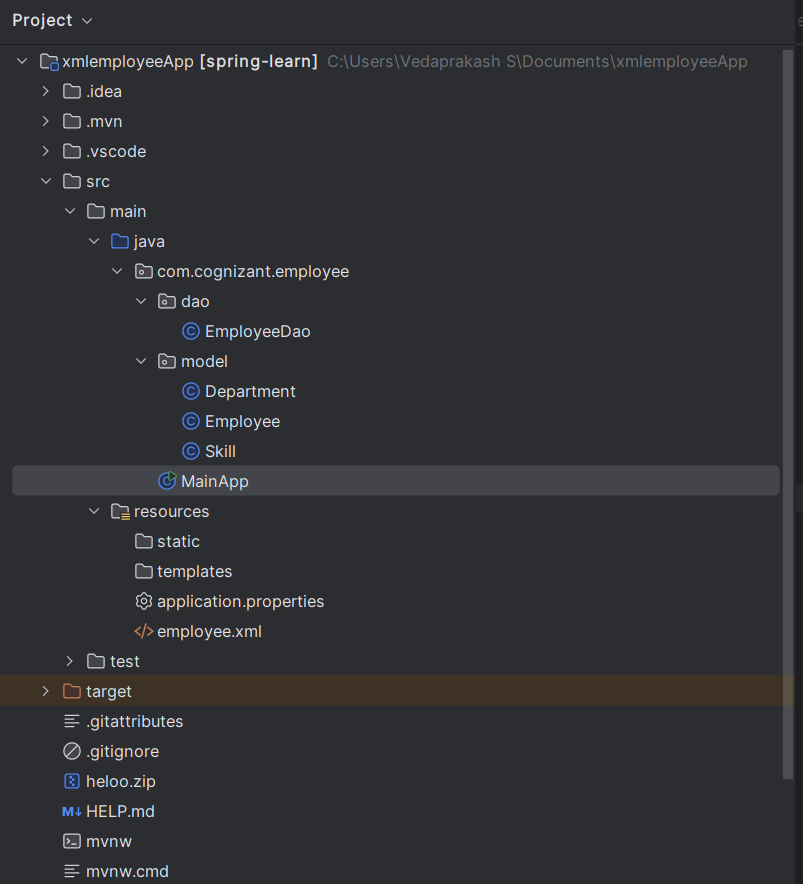 Project
xmlemployeeApp [spring-learn] C:\Users\Vedaprakash S\Documents\xmlemployeeApp
.idea
.mvn
.vscode
src
main
java
com.cognizant.employee
dao
EmployeeDao
model
Department
Employee
Skill
MainApp
resources
static
templates
application.properties
employee.xml
test
target
.gitattributes
.gitignore
heloo.zip
HELP.md
mvnw
mvnw.cmd